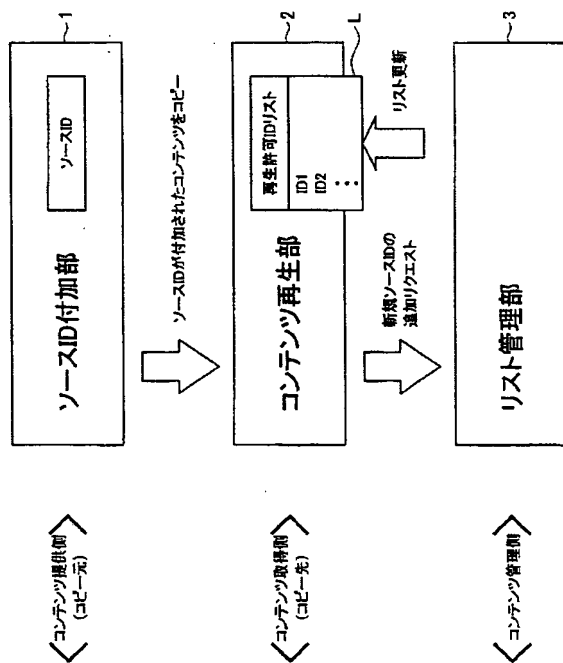 <コンテンツ提供側>
(コピー元)
ソースID付加部
ソースID
1
ソースIDが付加されたコンテンツをコピー
<コンテンツ取得側>
(コピー先)
コンテンツ再生部
再生許可IDリスト
ID1
ID2
:
2
L
新規ソースIDの
追加リクエスト
リスト更新
<コンテンツ管理側>
リスト管理部
3